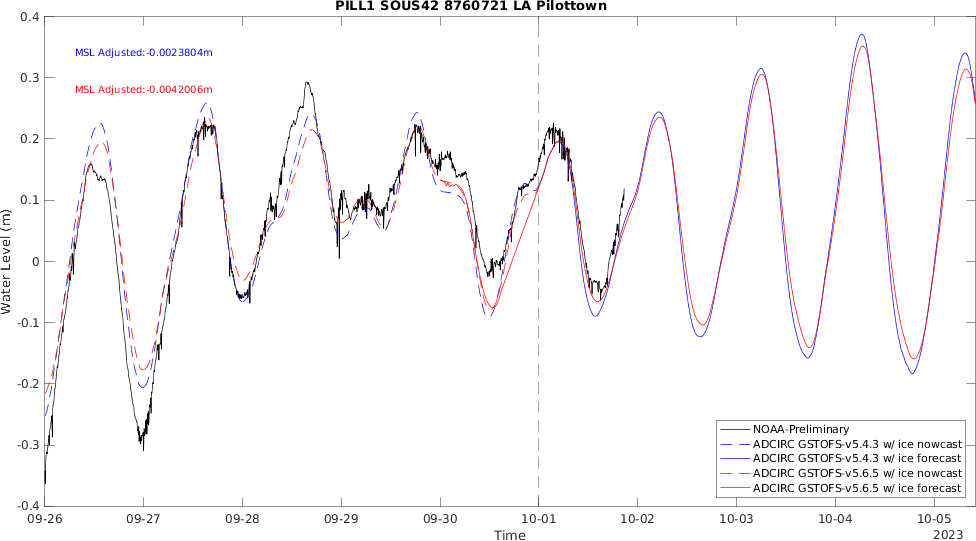 PILL1 SOUS42 8760721 LA Pilottown
MSL Adjusted:-0.0023804m
MSL Adjusted:-0.0042006m
Water Level (m)
0.4
0.3
0.2
0.1
0
-0.1
-0.2
-0.3
-0.4
NOAA-Preliminary
ADCIRC GSTOFS-v5.4.3 w/ ice nowcast
ADCIRC GSTOFS-v5.4.3 w/ ice forecast
ADCIRC GSTOFS-v5.6.5 w/ ice nowcast
ADCIRC GSTOFS-v5.6.5 w/ ice forecast
09-26 09-27 09-28 09-29 09-30 10-01 10-02 10-03 10-04 10-05
Time
2023